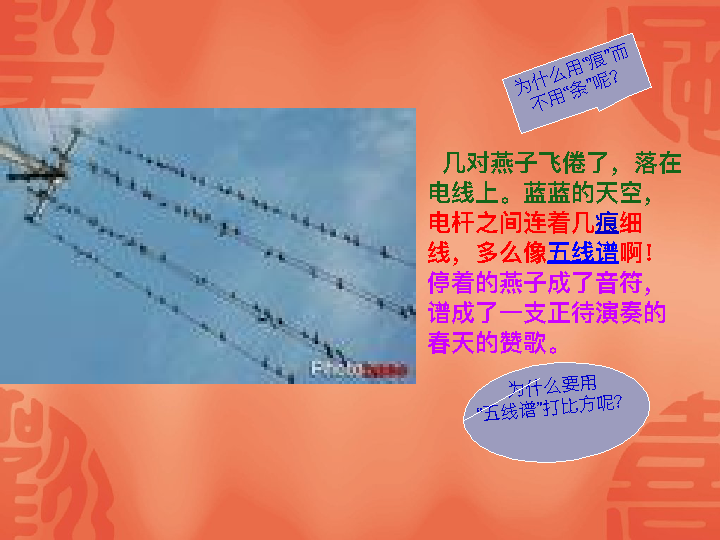 为什么用“痕”而
不用“条”呢？
几对燕子飞倦了，落在
电线上。蓝蓝的天空，
电杆之间连着几痕细
线，多么像五线谱啊！
停着的燕子成了音符，
谱成了一支正待演奏的
春天的赞歌。
为什么要用
“五线谱”打比方呢？
Photobase